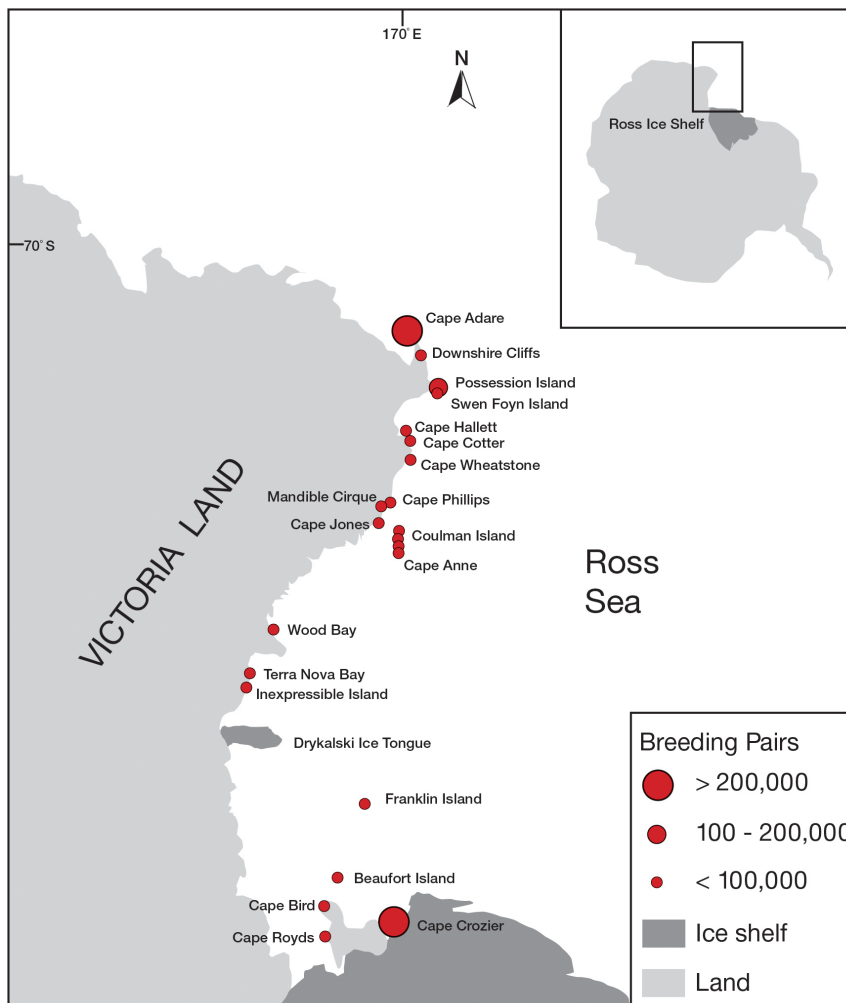 170°E
N
Ross Ice Shelf
70°S
Cape Adare
Downshire Cliffs
Possession Island
Swen Foyn Island
Cape Hallett
Cape Cotter
Cape Wheatstone
Mandible Cirque
Cape Phillips
Cape Jones
Coulman Island
Cape Anne
VICTORIA LAND
Ross
Sea
Wood Bay
Terra Nova Bay
Inexpressible Island
Drykalski Ice Tongue
Franklin Island
Beaufort Island
Cape Bird
Cape Crozier
Cape Royds
Breeding Pairs
> 200,000
100 - 200,000
< 100,000
Ice shelf
Land